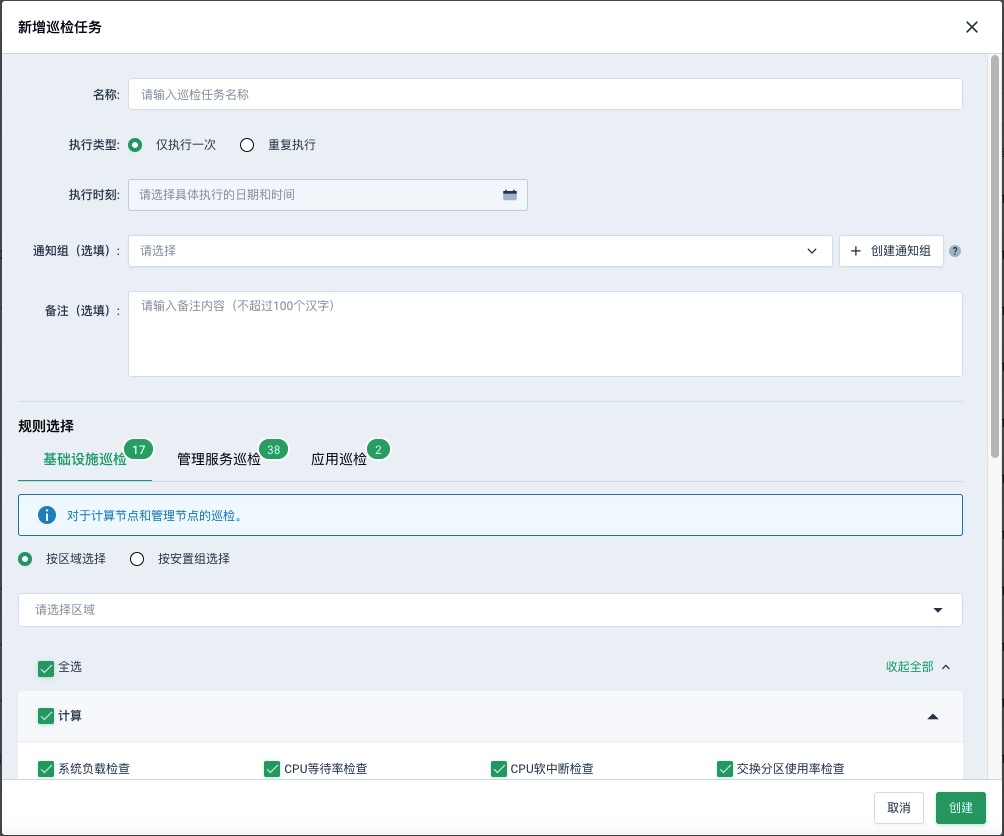 新增巡检任务
名称: 请输入巡检任务名称
执行类型: 仅执行一次 重复执行
执行时刻: 请选择具体执行的日期和时间
通知组（选填）: 请选择 + 创建通知组 ?
备注（选填）: 请输入备注内容（不超过100个汉字）
规则选择
基础设施巡检 17 管理服务巡检 38 应用巡检 2
对于计算节点和管理节点的巡检。
按区域选择 按安置组选择
请选择区域
全选 收起全部
计算
系统负载检查 CPU等待率检查 CPU软中断检查 交换分区使用率检查
取消 创建